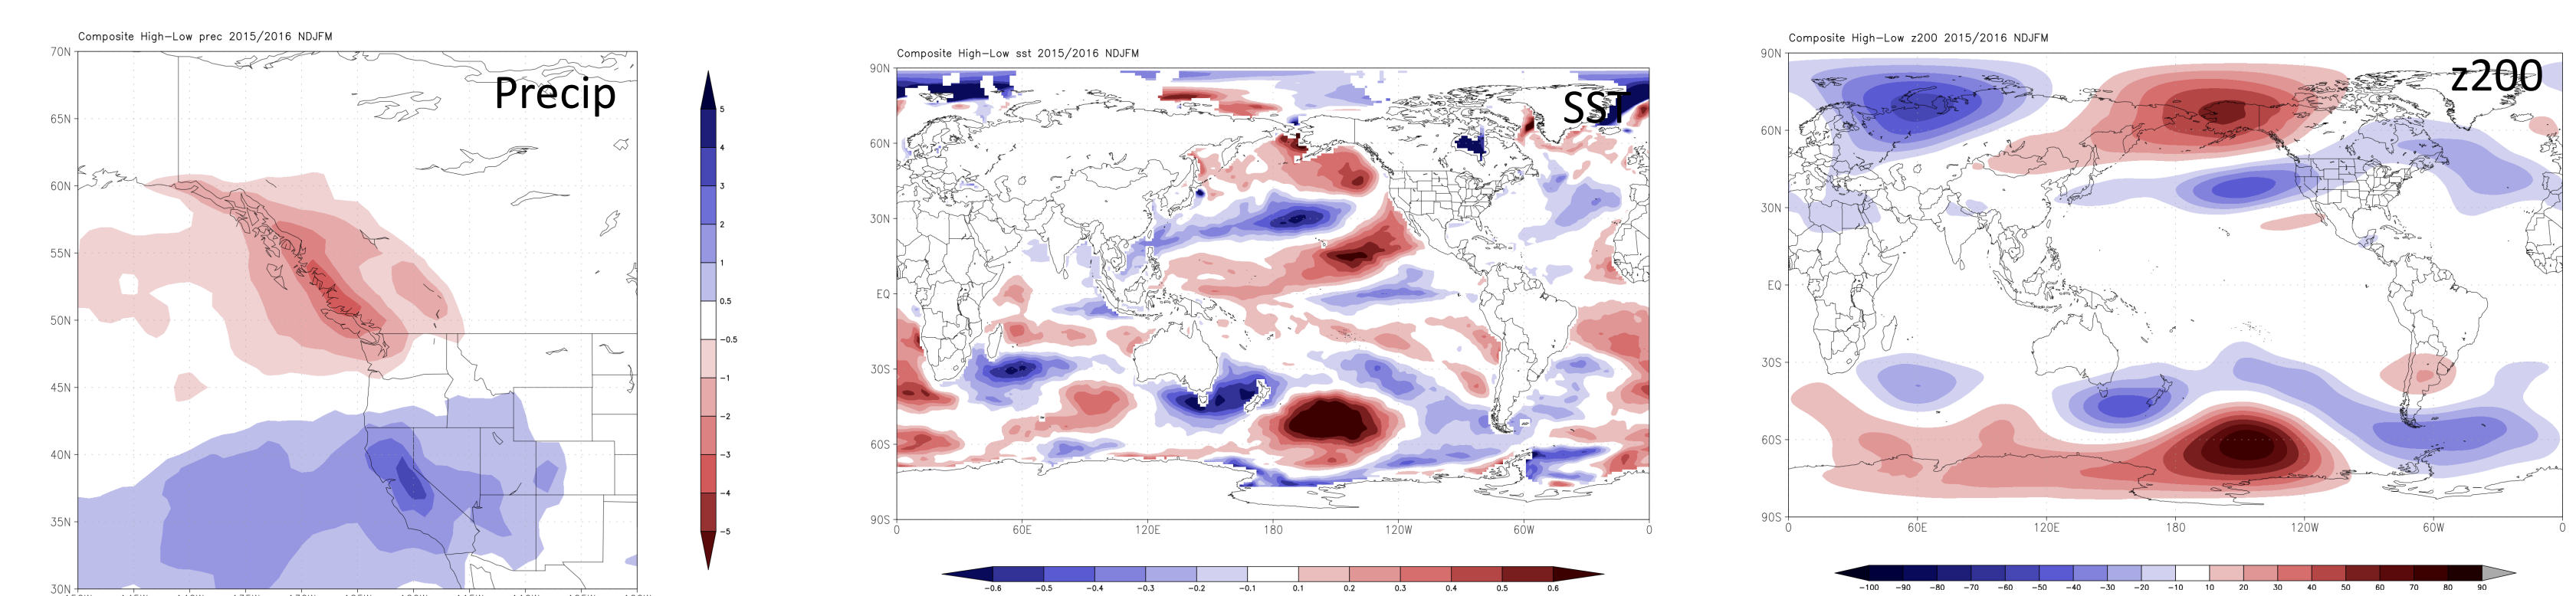 Composite High-Low prec 2015/2016 NDJFM
Precip
70N
65N
60N
55N
50N
45N
40N
35N
30N
5
4
3
2
1
0.5
-0.5
-1
-2
-3
-4
-5
Composite High-Low sst 2015/2016 NDJFM
SST
90N
60N
30N
EQ
30S
60S
90S
0 60E 120E 180 120W 60W 0
-0.6 -0.5 -0.4 -0.3 -0.2 -0.1 0.1 0.2 0.3 0.4 0.5 0.6
Composite High-Low z200 2015/2016 NDJFM
z200
90N
60N
30N
EQ
30S
60S
90S
0 60E 120E 180 120W 60W 0
-100 -90 -80 -70 -60 -50 -40 -30 -20 -10 10 20 30 40 50 60 70 80 90